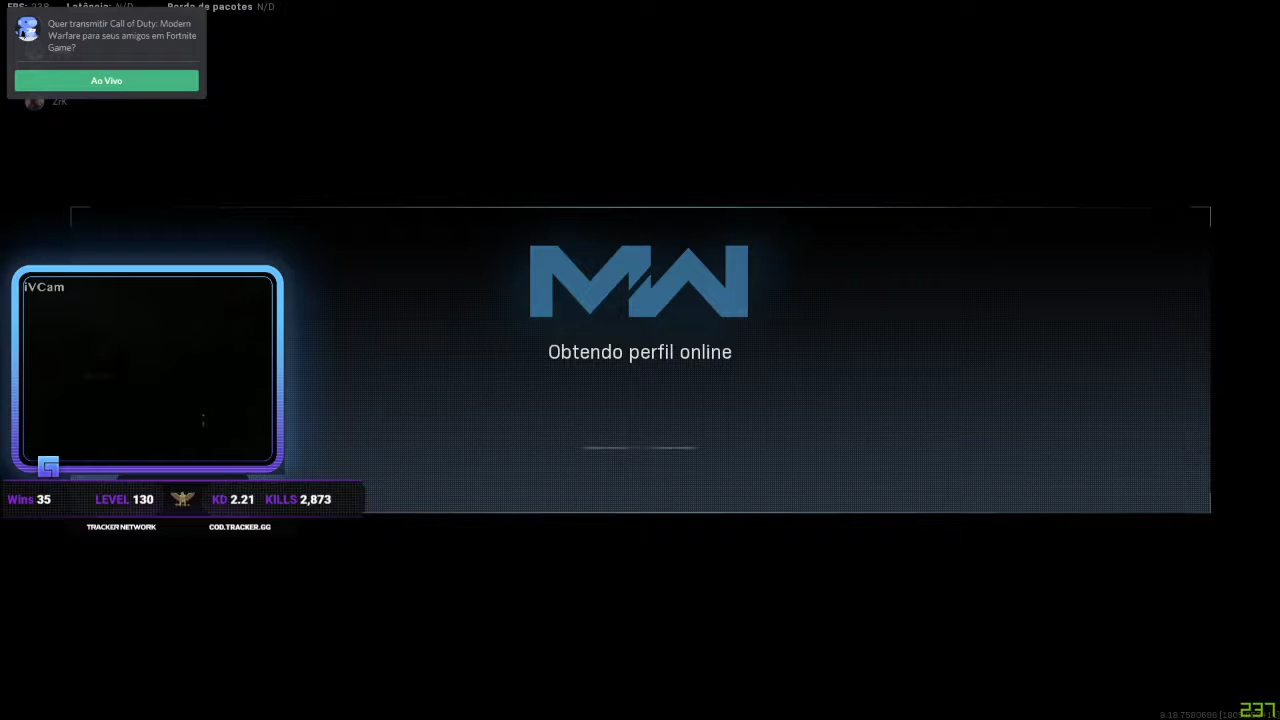 FPS: 238 Latência: N/D Perda de pacotes N/D
Quer transmitir Call of Duty: Modern
Warfare para seus amigos em Fortnite
Game?
Ao Vivo
ZrK
MW
Obtendo perfil online
iVCam
Wins 35 LEVEL 130 KD 2.21 KILLS 2,873
TRACKER NETWORK COD.TRACKER.GG
237